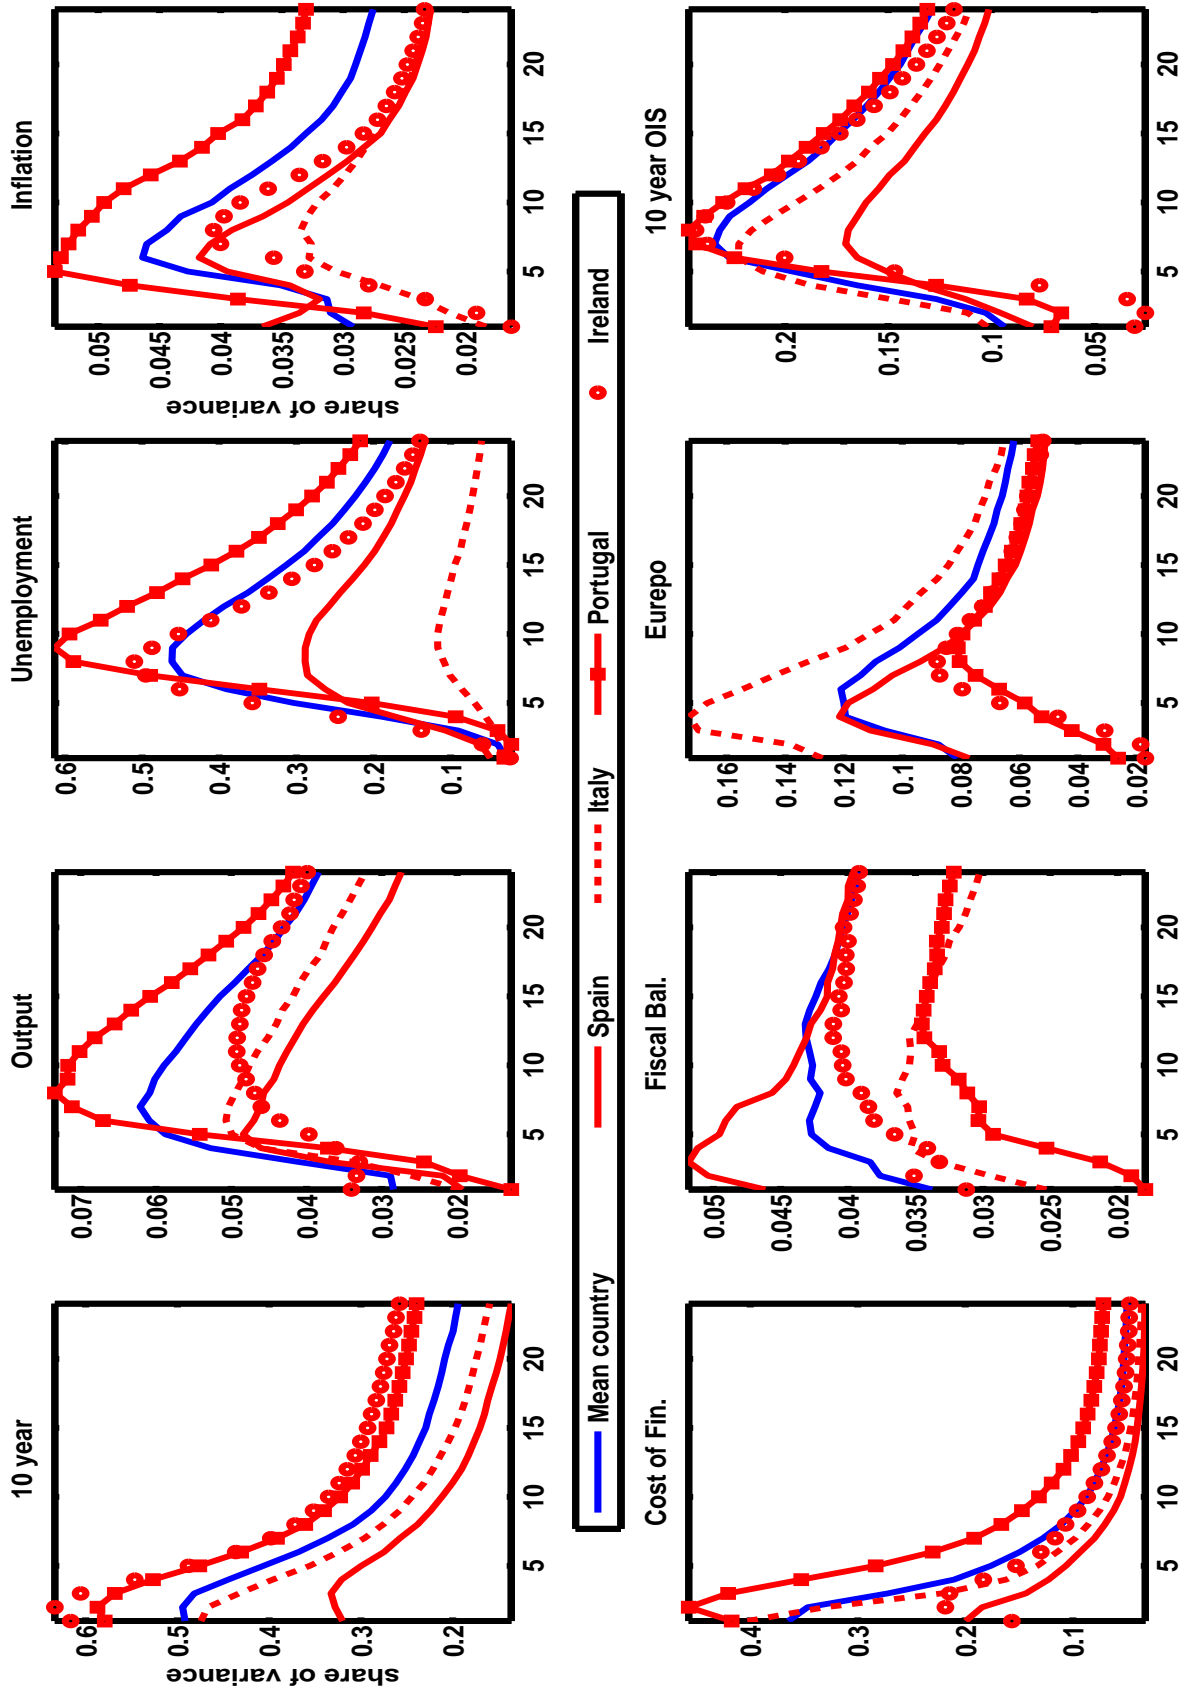 10 year
share of variance
0.6
0.5
0.4
0.3
0.2
5 10 15 20
Output
0.07
0.06
0.05
0.04
0.03
0.02
5 10 15 20
Unemployment
0.6
0.5
0.4
0.3
0.2
0.1
5 10 15 20
Inflation
share of variance
0.05
0.045
0.04
0.035
0.03
0.025
0.02
5 10 15 20
Mean country Spain Italy Portugal Ireland
Cost of Fin.
0.4
0.3
0.2
0.1
5 10 15 20
Fiscal Bal.
0.05
0.045
0.04
0.035
0.03
0.025
0.02
5 10 15 20
Eurepo
0.16
0.14
0.12
0.1
0.08
0.06
0.04
0.02
5 10 15 20
10 year OIS
0.2
0.15
0.1
0.05
5 10 15 20